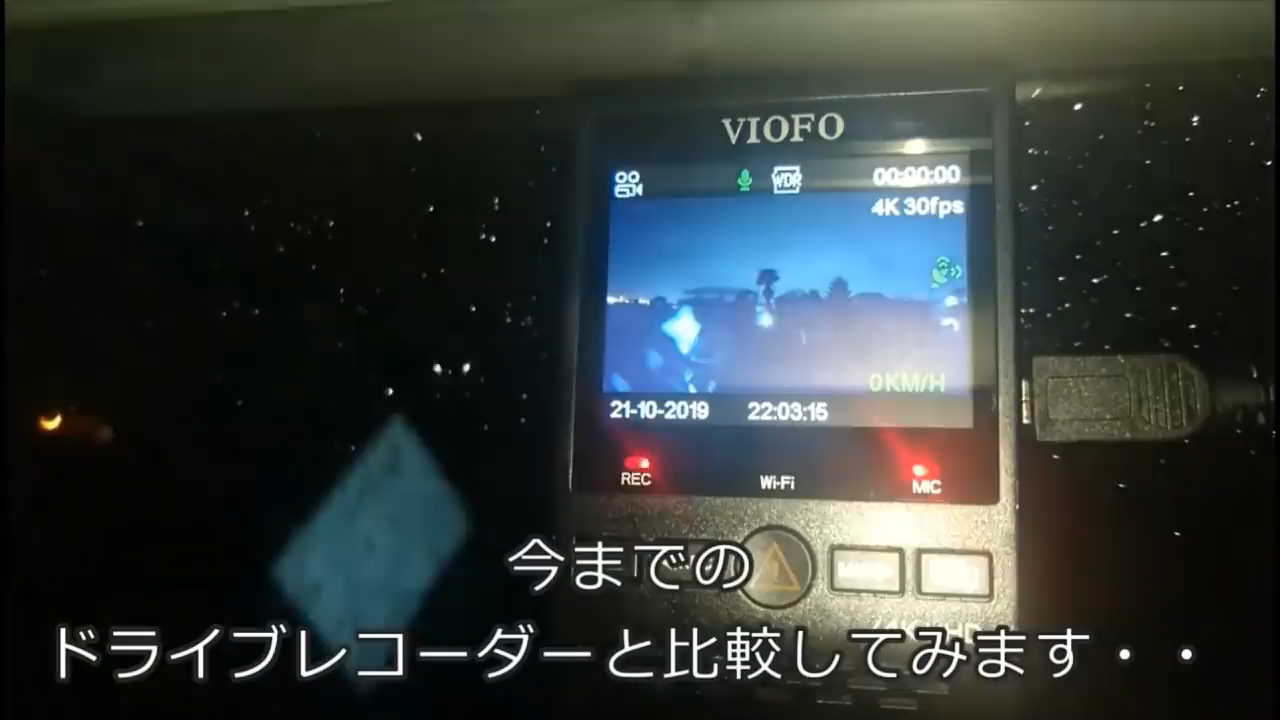 VIOFO
WDR
00:00:00
4K 30fps
0KM/H
21-10-2019 22:03:15
REC Wi-Fi MIC
今までの
ドライブレコーダーと比較してみます・・